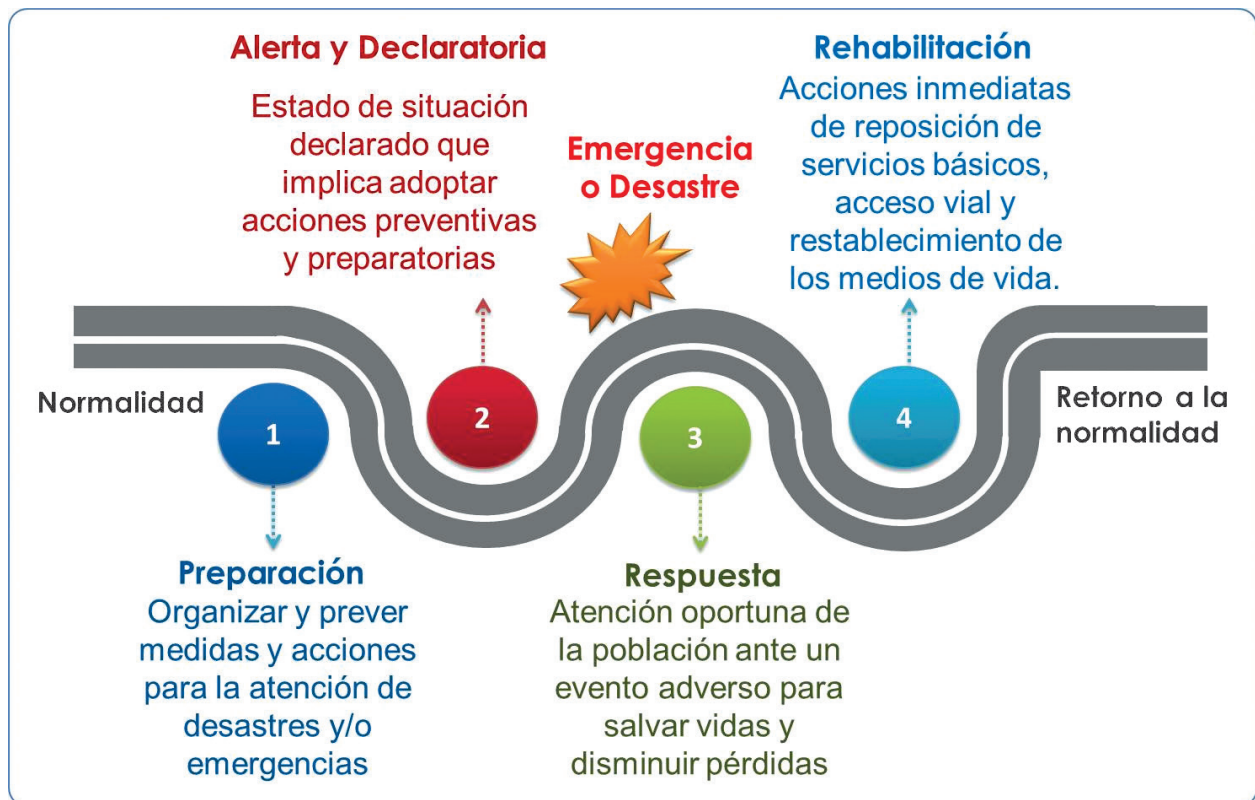 Alerta y Declaratoria
Estado de situación
declarado que
implica adoptar
acciones preventivas
y preparatorias
Emergencia
o Desastre
Rehabilitación
Acciones inmediatas
de reposición de
servicios básicos,
acceso vial y
restablecimiento de
los medios de vida.
Normalidad
1
2
3
4
Retorno a la
normalidad
Preparación
Organizar y prever
medidas y acciones
para la atención de
desastres y/o
emergencias
Respuesta
Atención oportuna de
la población ante un
evento adverso para
salvar vidas y
disminuir pérdidas